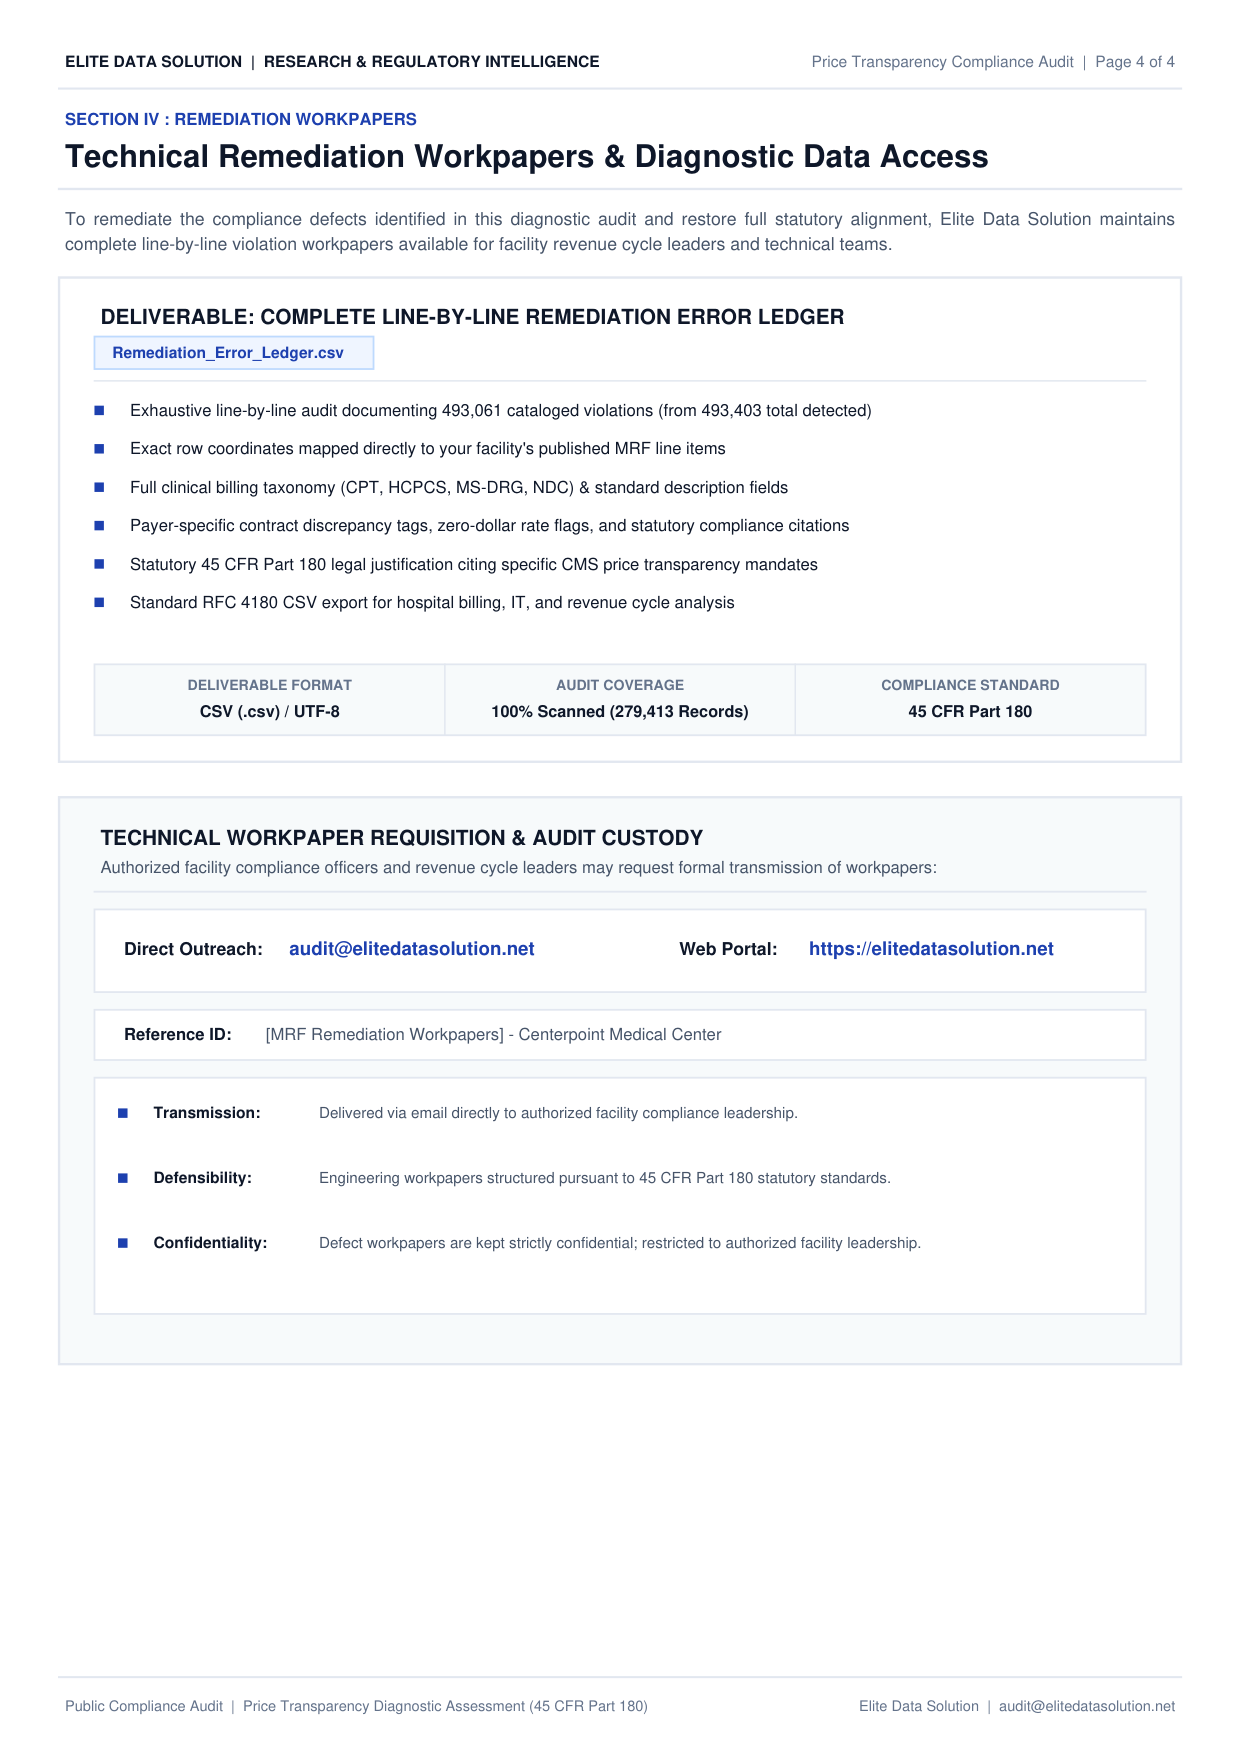 ELITE DATA SOLUTION | RESEARCH & REGULATORY INTELLIGENCE
Price Transparency Compliance Audit | Page 4 of 4
SECTION IV : REMEDIATION WORKPAPERS
Technical Remediation Workpapers & Diagnostic Data Access
To remediate the compliance defects identified in this diagnostic audit and restore full statutory alignment, Elite Data Solution maintains
complete line-by-line violation workpapers available for facility revenue cycle leaders and technical teams.
DELIVERABLE: COMPLETE LINE-BY-LINE REMEDIATION ERROR LEDGER
Remediation_Error_Ledger.csv
■ Exhaustive line-by-line audit documenting 493,061 cataloged violations (from 493,403 total detected)
■ Exact row coordinates mapped directly to your facility's published MRF line items
■ Full clinical billing taxonomy (CPT, HCPCS, MS-DRG, NDC) & standard description fields
■ Payer-specific contract discrepancy tags, zero-dollar rate flags, and statutory compliance citations
■ Statutory 45 CFR Part 180 legal justification citing specific CMS price transparency mandates
■ Standard RFC 4180 CSV export for hospital billing, IT, and revenue cycle analysis
DELIVERABLE FORMAT
CSV (.csv) / UTF-8
AUDIT COVERAGE
100% Scanned (279,413 Records)
COMPLIANCE STANDARD
45 CFR Part 180
TECHNICAL WORKPAPER REQUISITION & AUDIT CUSTODY
Authorized facility compliance officers and revenue cycle leaders may request formal transmission of workpapers:
Direct Outreach: audit@elitedatasolution.net
Web Portal: https://elitedatasolution.net
Reference ID: [MRF Remediation Workpapers] - Centerpoint Medical Center
■ Transmission: Delivered via email directly to authorized facility compliance leadership.
■ Defensibility: Engineering workpapers structured pursuant to 45 CFR Part 180 statutory standards.
■ Confidentiality: Defect workpapers are kept strictly confidential; restricted to authorized facility leadership.
Public Compliance Audit | Price Transparency Diagnostic Assessment (45 CFR Part 180)
Elite Data Solution | audit@elitedatasolution.net